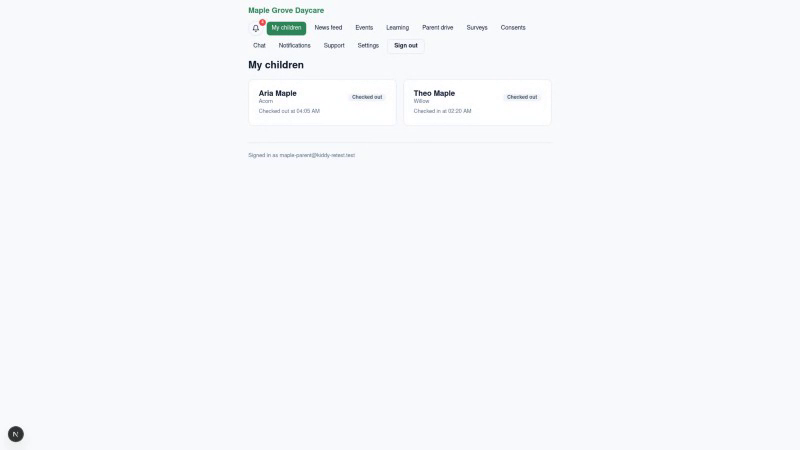 Maple Grove Daycare
My children News feed Events Learning Parent drive Surveys Consents
Chat Notifications Support Settings Sign out
My children
Aria Maple
Checked out
Acorn
Checked out at 04:05 AM
Theo Maple
Checked out
Willow
Checked in at 02:20 AM
Signed in as maple-parent@kiddy-retest.test
N